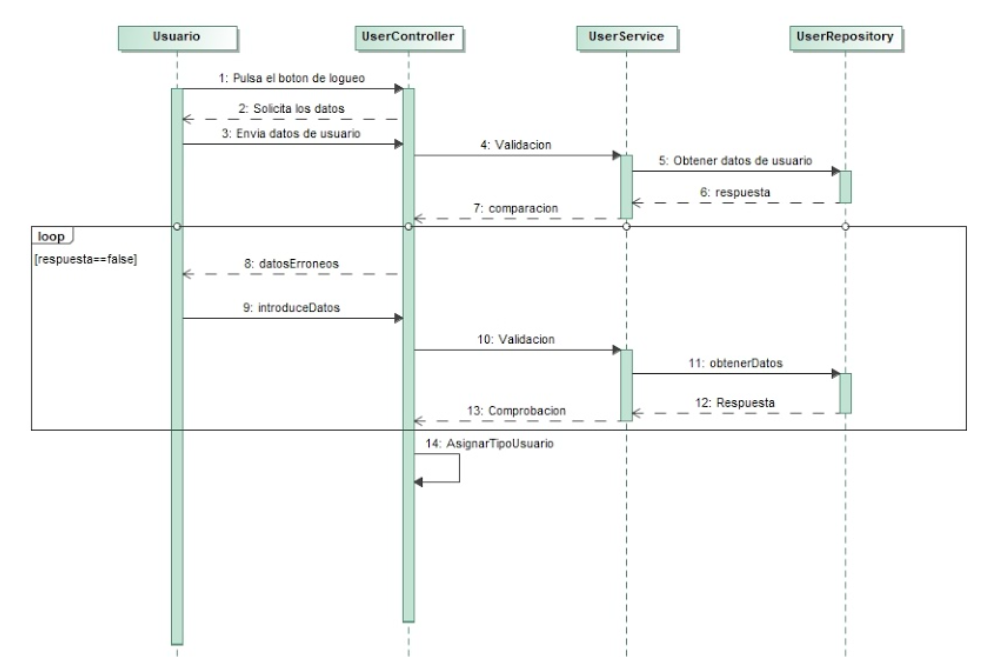 Usuario
UserController
UserService
UserRepository
1: Pulsa el boton de logueo
2: Solicita los datos
3: Envia datos de usuario
4: Validacion
5: Obtener datos de usuario
6: respuesta
7: comparacion
loop
[respuesta==false]
8: datosErroneos
9: introduceDatos
10: Validacion
11: obtenerDatos
12: Respuesta
13: Comprobacion
14: AsignarTipoUsuario